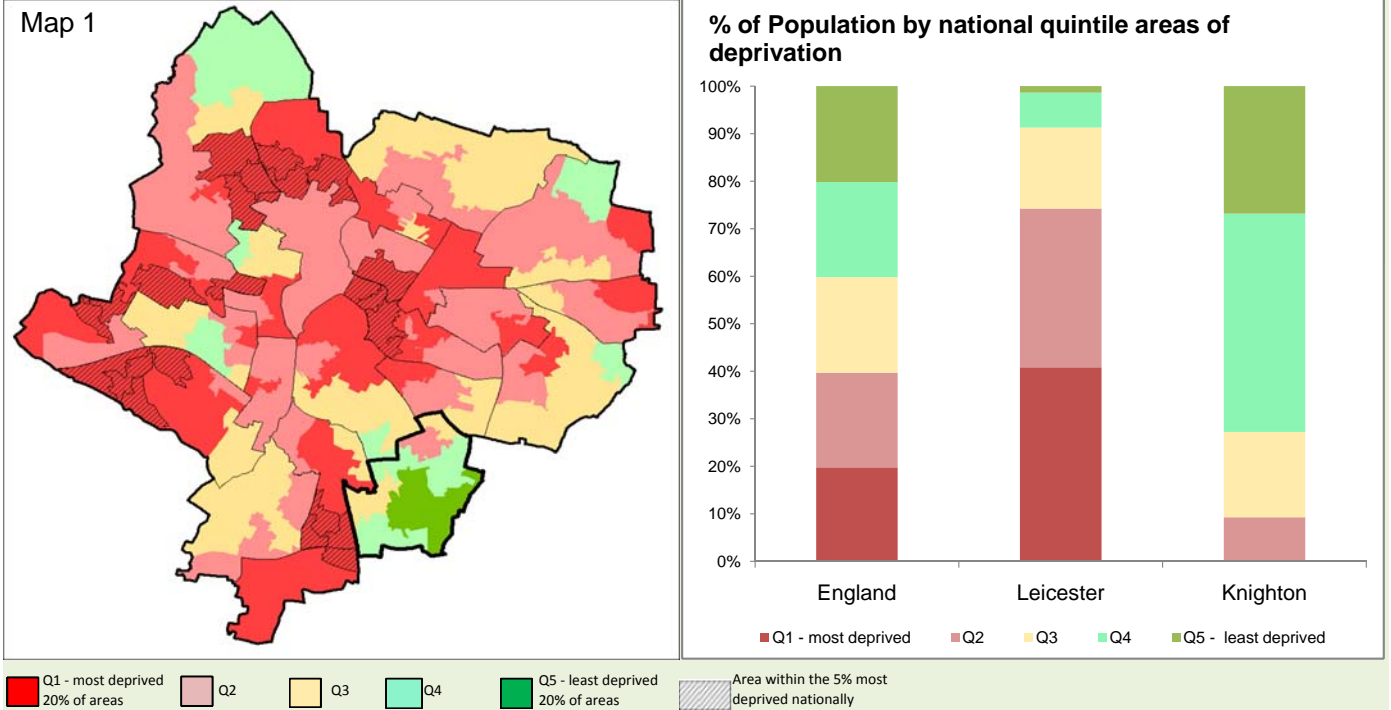 Map 1
% of Population by national quintile areas of
deprivation
100%
90%
80%
70%
60%
50%
40%
30%
20%
10%
0%
England Leicester Knighton
Q1 - most deprived Q2 Q3 Q4 Q5 - least deprived
Q1 - most deprived
20% of areas
Q2
Q3
Q4
Q5 - least deprived
20% of areas
Area within the 5% most
deprived nationally